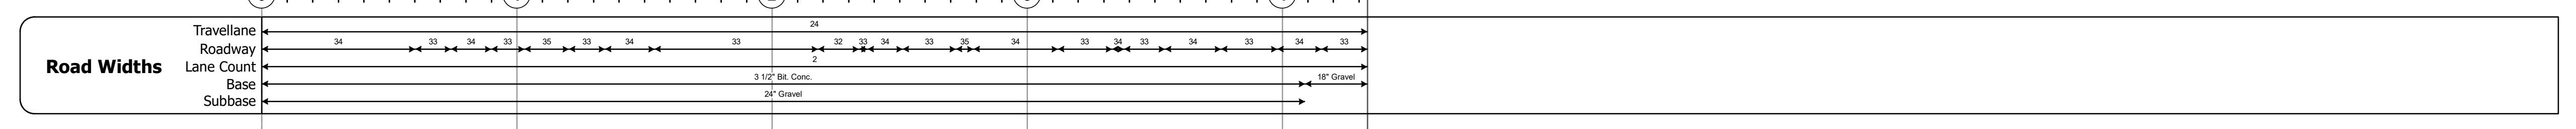 24
Travellane
34 33 34 33 35 33 34 33 32 33 34 33 35 34 33 34 33 34 33 34 33
Roadway
Road Widths
2
Lane Count
3 1/2" Bit. Conc. 18" Gravel
Base
24" Gravel
Subbase